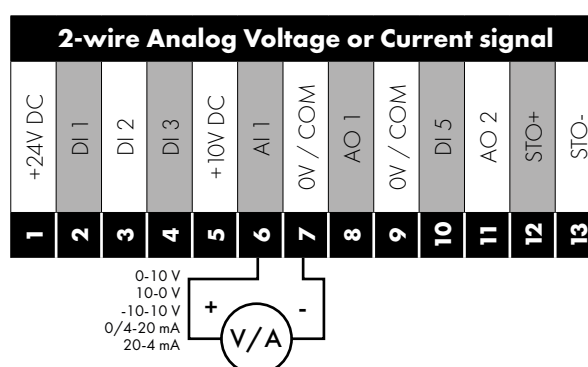 2-wire Analog Voltage or Current signal
+24V DC
DI 1
DI 2
DI 3
+10V DC
AI 1
0V / COM
AO 1
0V / COM
DI 5
AO 2
STO+
STO-
1 2 3 4 5 6 7 8 9 10 11 12 13
0-10 V
10-0 V
-10-10 V
0/4-20 mA
20-4 mA
+ -
V/A